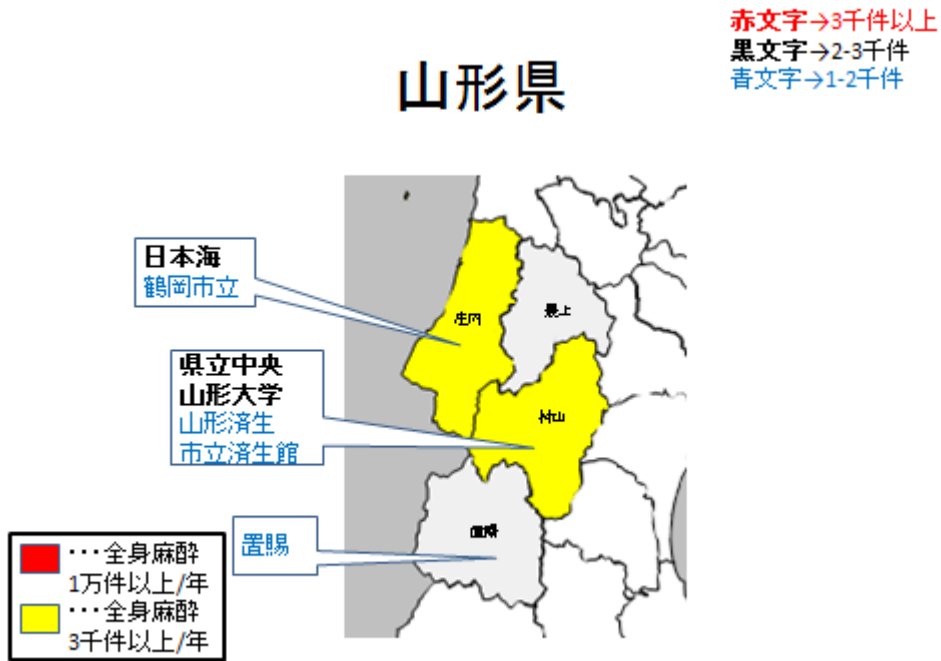 赤文字→3千件以上
黒文字→2-3千件
青文字→1-2千件
山形県
日本海
鶴岡市立
庄内
最上
県立中央
山形大学
山形済生
市立済生館
村山
置賜
置賜
・・・全身麻酔
1万件以上/年
・・・全身麻酔
3千件以上/年